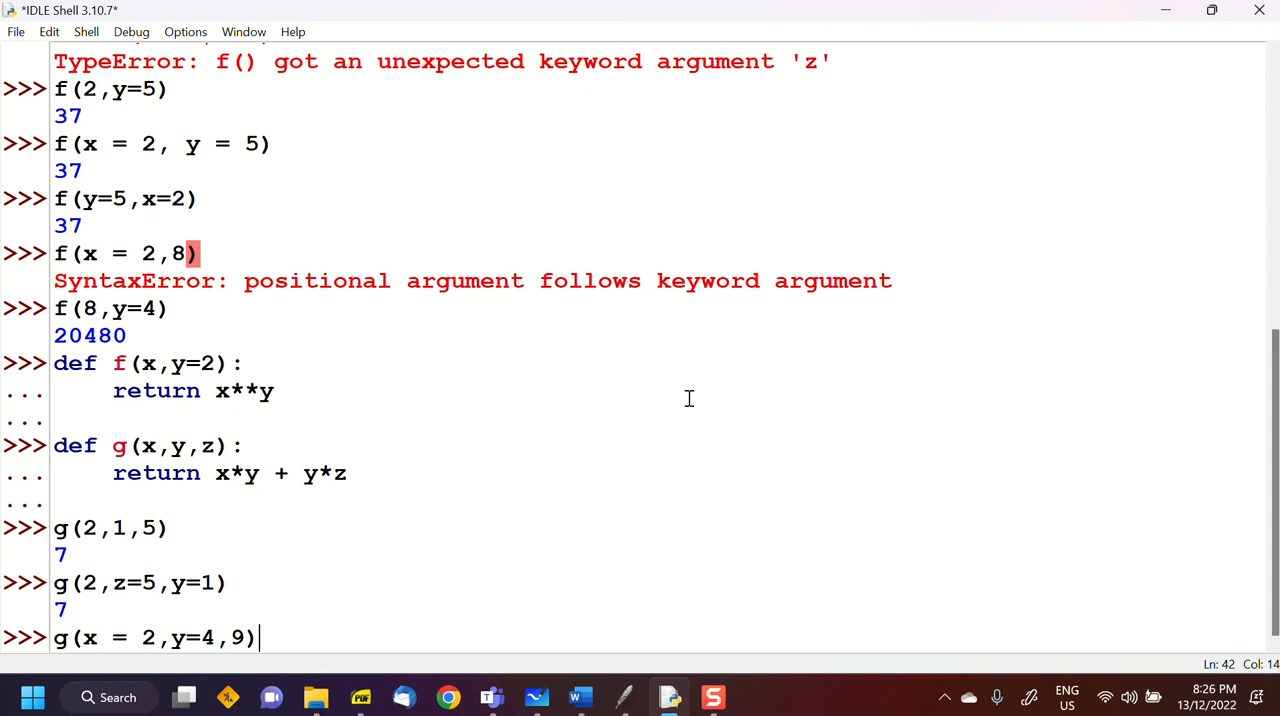 *IDLE Shell 3.10.7*
File Edit Shell Debug Options Window Help
TypeError: f() got an unexpected keyword argument 'z'
>>> f(2,y=5)
37
>>> f(x = 2, y = 5)
37
>>> f(y=5,x=2)
37
>>> f(x = 2,8)
SyntaxError: positional argument follows keyword argument
>>> f(8,y=4)
20480
>>> def f(x,y=2):
... return x**y
...
>>> def g(x,y,z):
... return x*y + y*z
...
>>> g(2,1,5)
7
>>> g(2,z=5,y=1)
7
>>> g(x = 2,y=4,9)
Ln: 42 Col: 14
Search
PDF
ENG
US
8:26 PM
13/12/2022